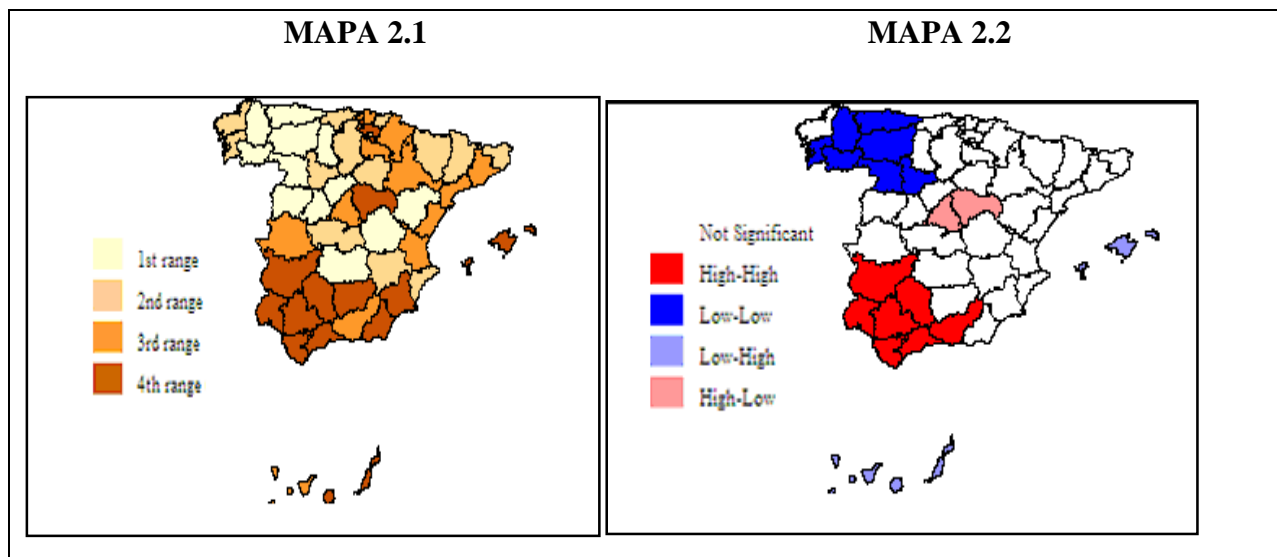 MAPA 2.1
1st range
2nd range
3rd range
4th range
MAPA 2.2
Not Significant
High-High
Low-Low
Low-High
High-Low